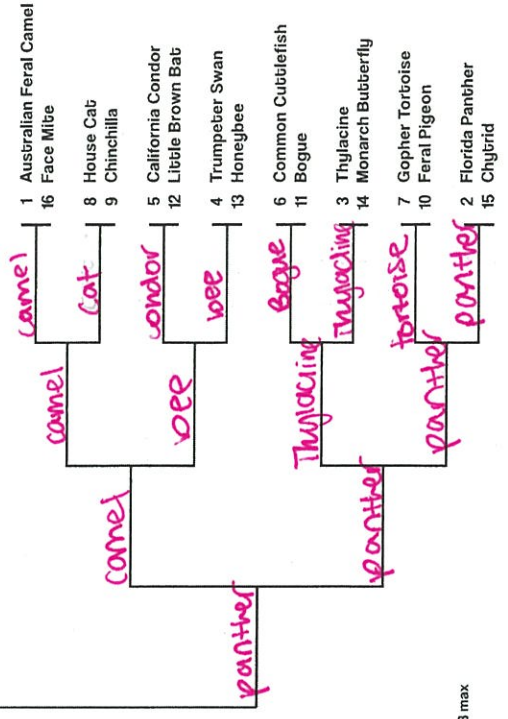 1 Australian Feral Camel
16 Face Mite
8 House Cat
9 Chinchilla
5 California Condor
12 Little Brown Bat
4 Trumpeter Swan
13 Honeybee
6 Common Cuttlefish
11 Bogue
3 Thylacine
14 Monarch Butterfly
7 Gopher Tortoise
10 Feral Pigeon
2 Florida Panther
15 Chytrid
camel
cat
condor
bee
Bogue
Thylacine
tortoise
panther
camel
bee
Thylacine
panther
camel
panther
panther
max